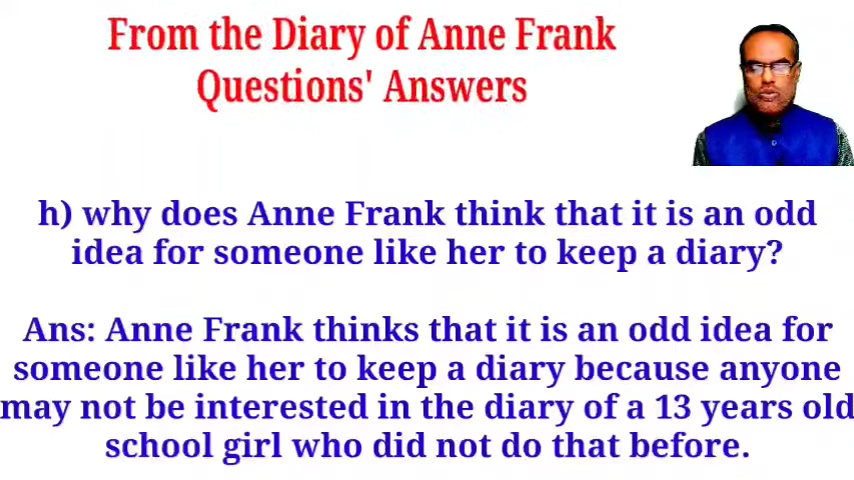 From the Diary of Anne Frank
Questions' Answers
h) why does Anne Frank think that it is an odd
idea for someone like her to keep a diary?
Ans: Anne Frank thinks that it is an odd idea for
someone like her to keep a diary because anyone
may not be interested in the diary of a 13 years old
school girl who did not do that before.